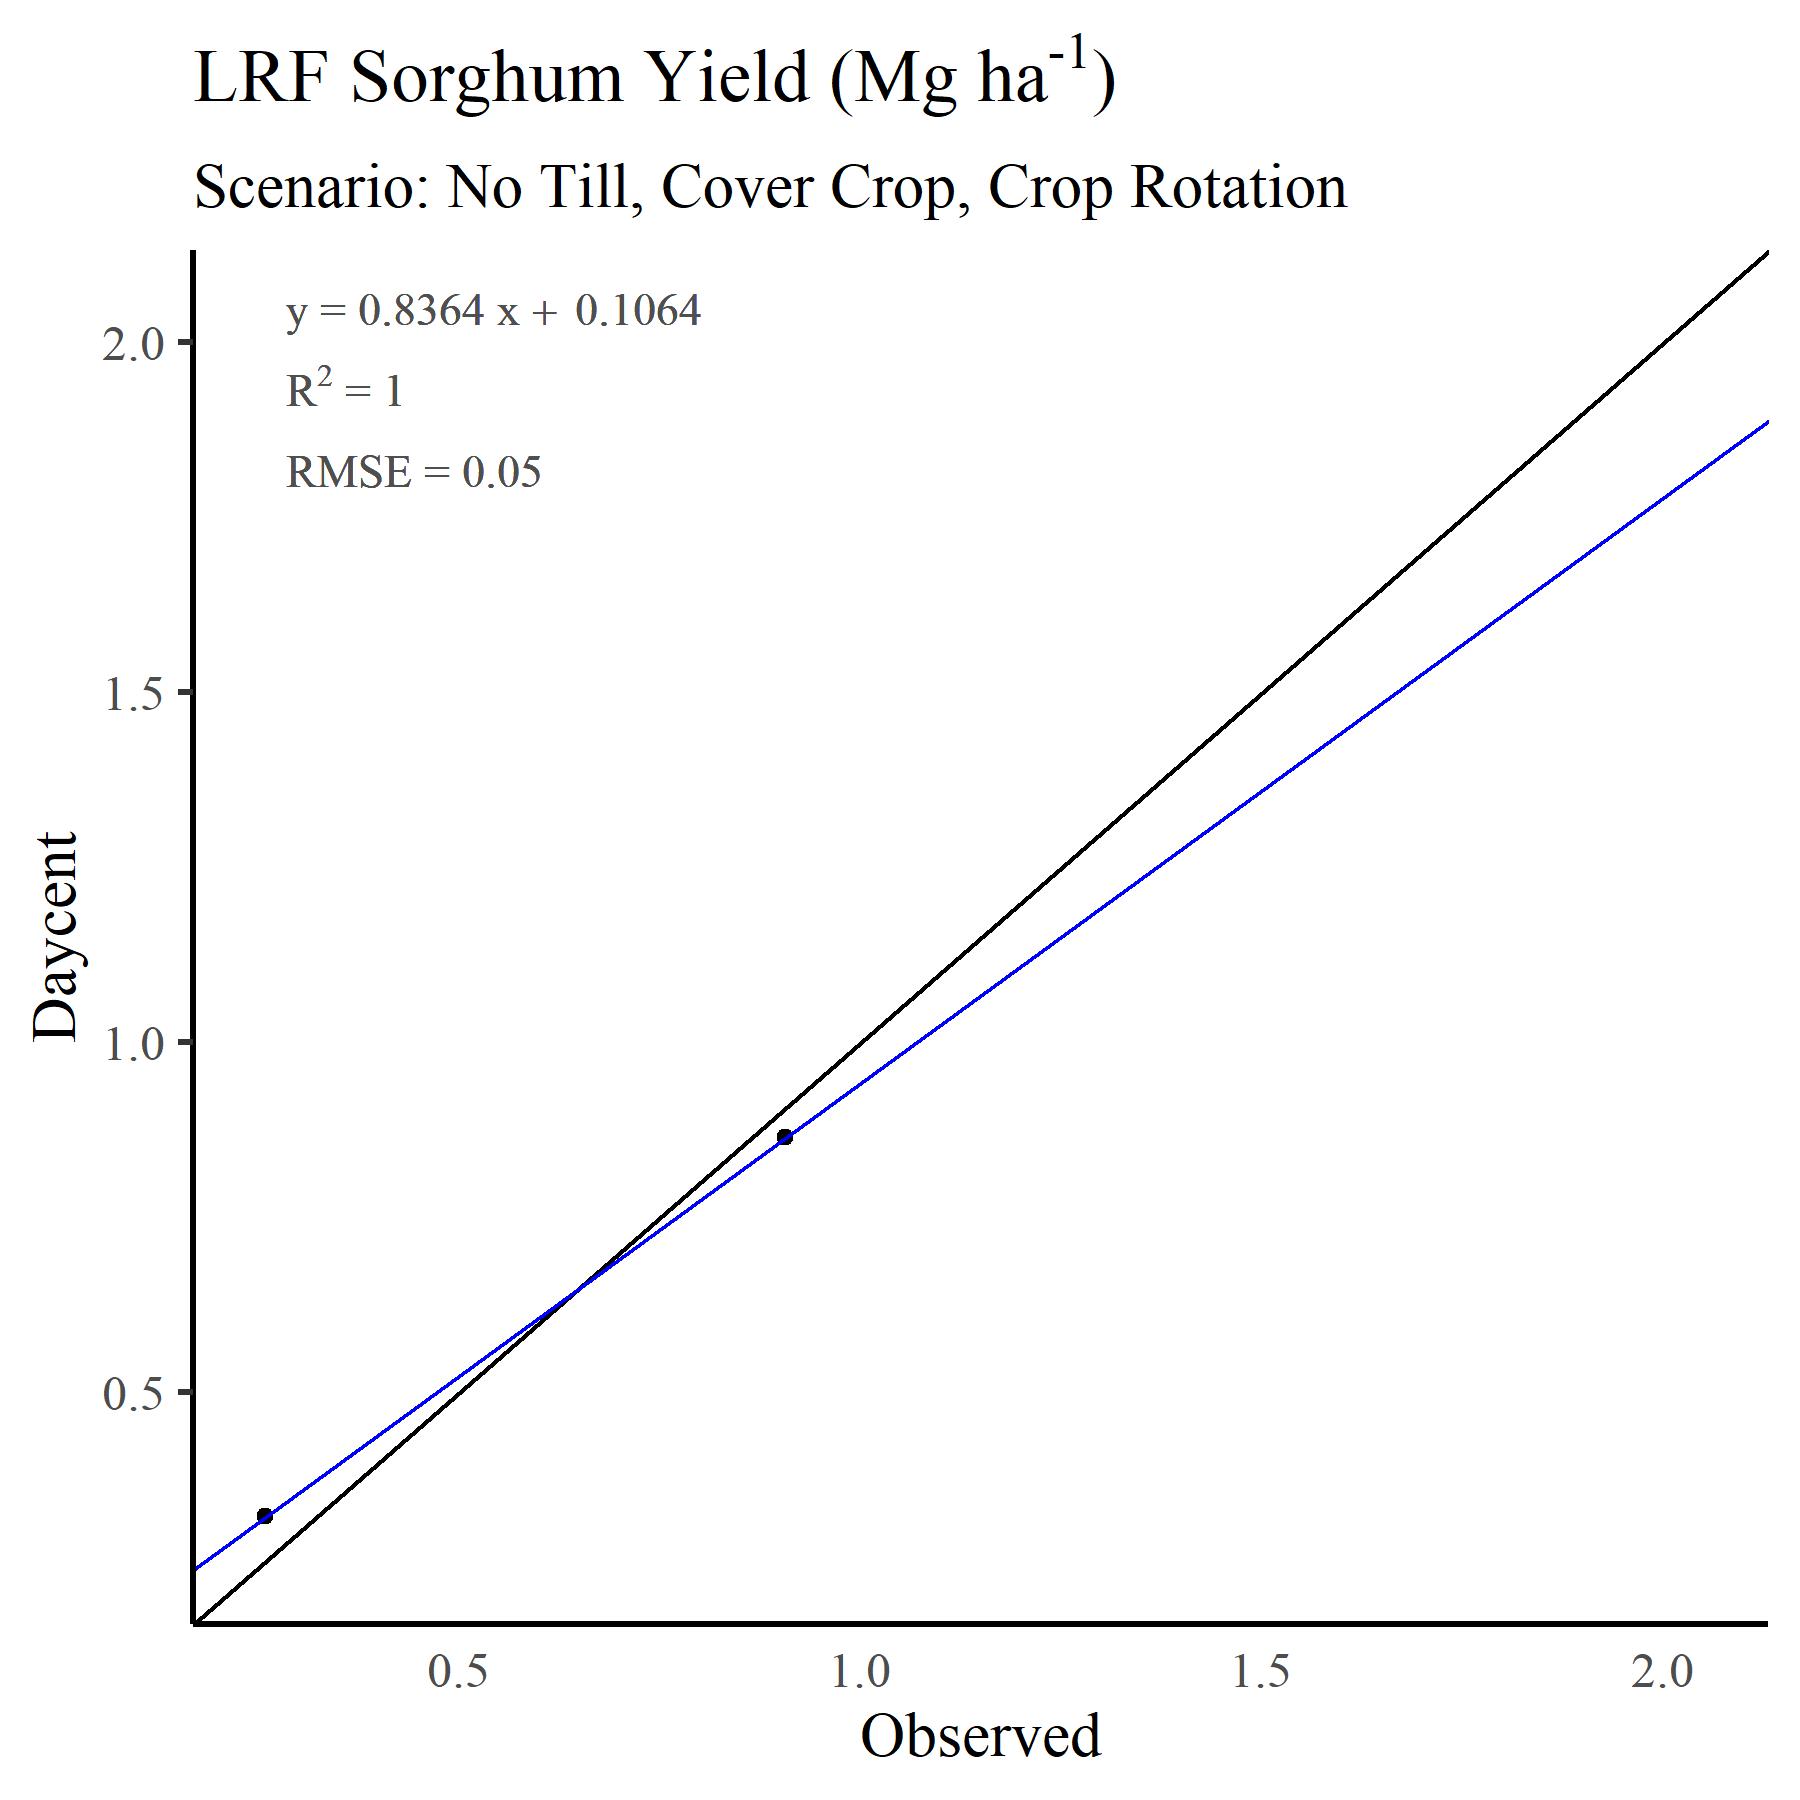 LRF Sorghum Yield (Mg ha⁻¹)
Scenario: No Till, Cover Crop, Crop Rotation
y = 0.8364 x + 0.1064
R² = 1
RMSE = 0.05
2.0
1.5
1.0
0.5
Daycent
0.5 1.0 1.5 2.0
Observed